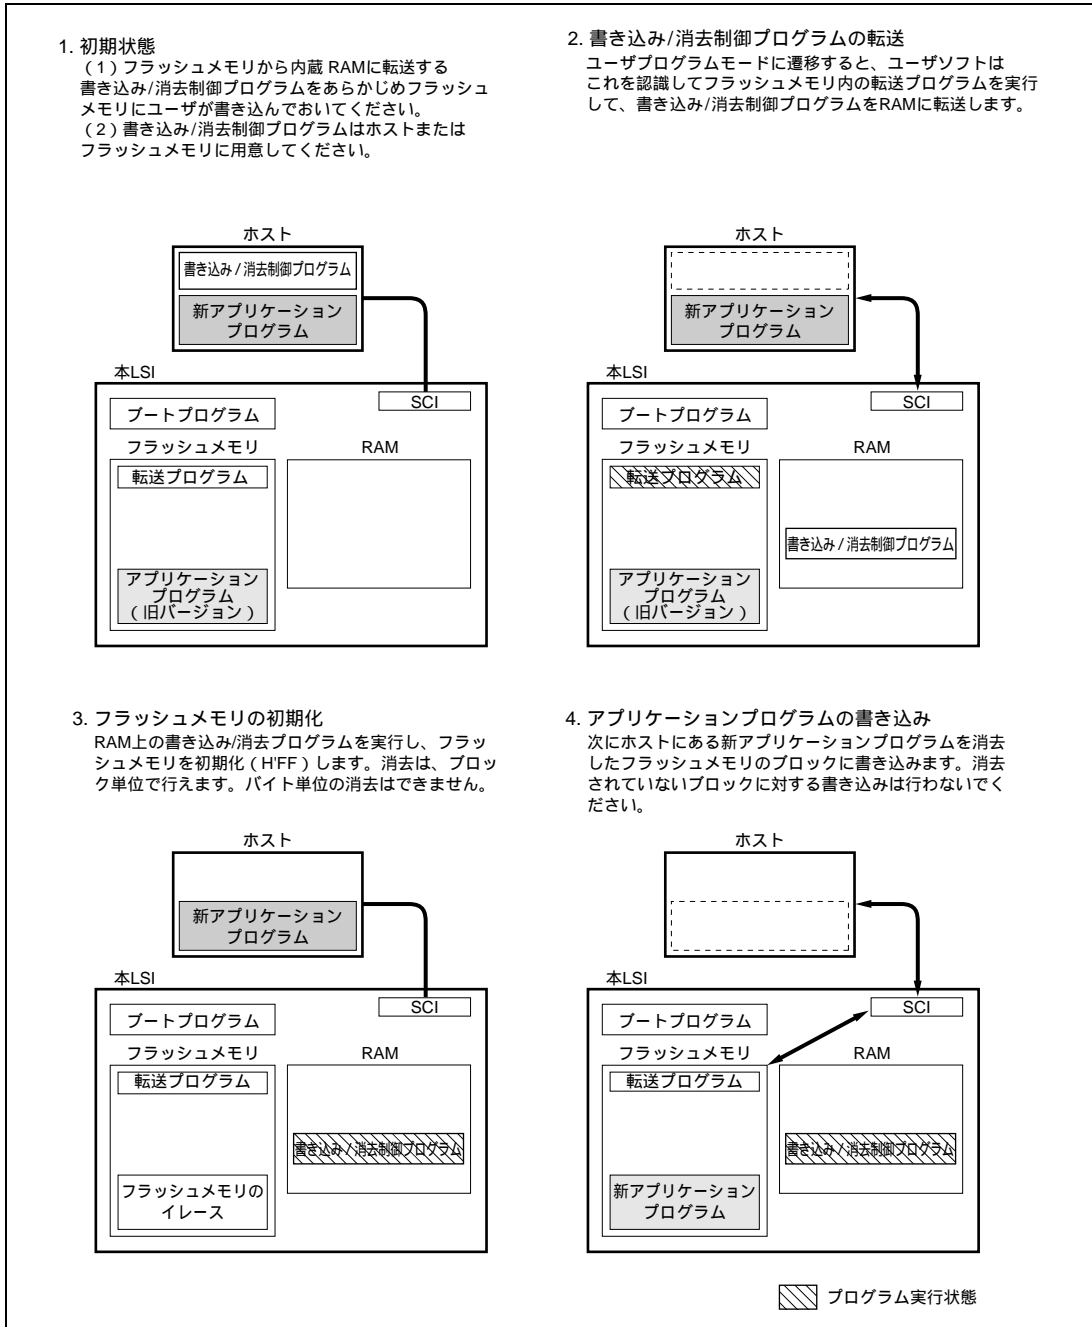 1. 初期状態
（1）フラッシュメモリから内蔵 RAMに転送する
書き込み/消去制御プログラムをあらかじめフラッシュ
メモリにユーザが書き込んでおいてください。
（2）書き込み/消去制御プログラムはホストまたは
フラッシュメモリに用意してください。
ホスト
書き込み / 消去制御プログラム
新アプリケーション
プログラム
本LSI
SCI
ブートプログラム
フラッシュメモリ
RAM
転送プログラム
アプリケーション
プログラム
（旧バージョン）
2. 書き込み/消去制御プログラムの転送
ユーザプログラムモードに遷移すると、ユーザソフトは
これを認識してフラッシュメモリ内の転送プログラムを実行
して、書き込み/消去制御プログラムをRAMに転送します。
ホスト
新アプリケーション
プログラム
本LSI
SCI
ブートプログラム
フラッシュメモリ
RAM
転送プログラム
書き込み / 消去制御プログラム
アプリケーション
プログラム
（旧バージョン）
3. フラッシュメモリの初期化
RAM上の書き込み/消去プログラムを実行し、フラッ
シュメモリを初期化（H'FF）します。消去は、ブロッ
ク単位で行えます。バイト単位の消去はできません。
ホスト
新アプリケーション
プログラム
本LSI
SCI
ブートプログラム
フラッシュメモリ
RAM
転送プログラム
書き込み / 消去制御プログラム
フラッシュメモリの
イレース
4. アプリケーションプログラムの書き込み
次にホストにある新アプリケーションプログラムを消去
したフラッシュメモリのブロックに書き込みます。消去
されていないブロックに対する書き込みは行わないでく
ださい。
ホスト
本LSI
SCI
ブートプログラム
フラッシュメモリ
RAM
転送プログラム
書き込み / 消去制御プログラム
新アプリケーション
プログラム
プログラム実行状態